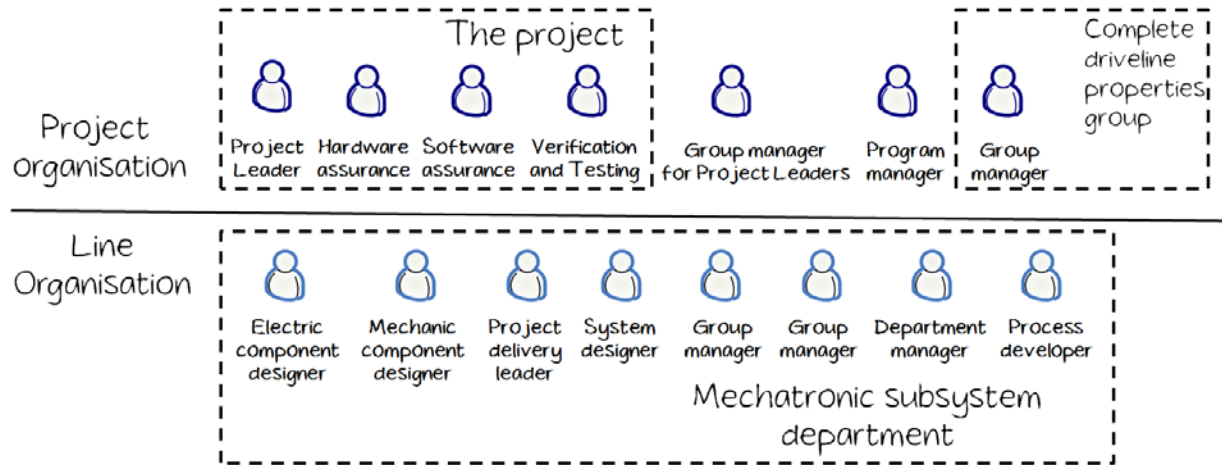 Project
organisation
The project
Project
Leader
Hardware
assurance
Software
assurance
Verification
and Testing
Group manager
for Project Leaders
Program
manager
Group
manager
Complete
driveline
properties
group
Line
Organisation
Electric
component
designer
Mechanic
component
designer
Project
delivery
leader
System
designer
Group
manager
Group
manager
Department
manager
Process
developer
Mechatronic subsystem
department